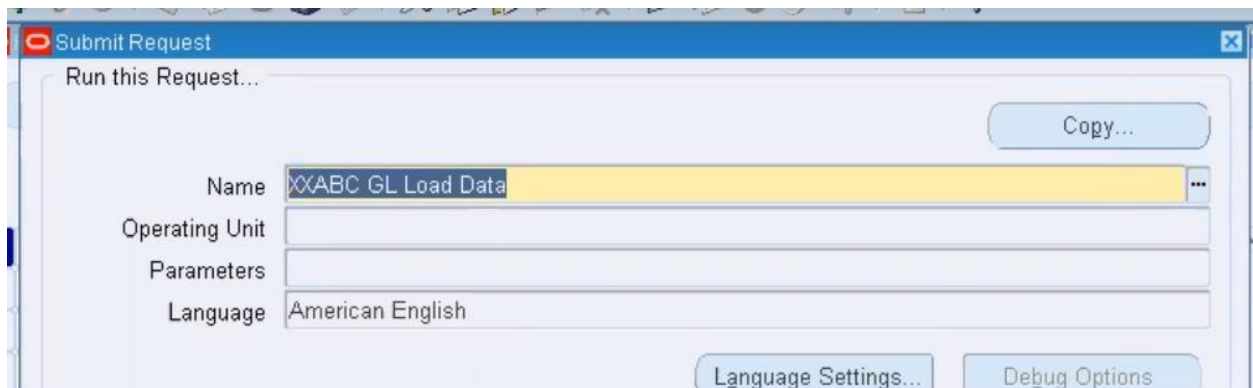 Submit Request
Run this Request...
Copy...
Name XXABC GL Load Data
Operating Unit
Parameters
Language American English
Language Settings... Debug Options